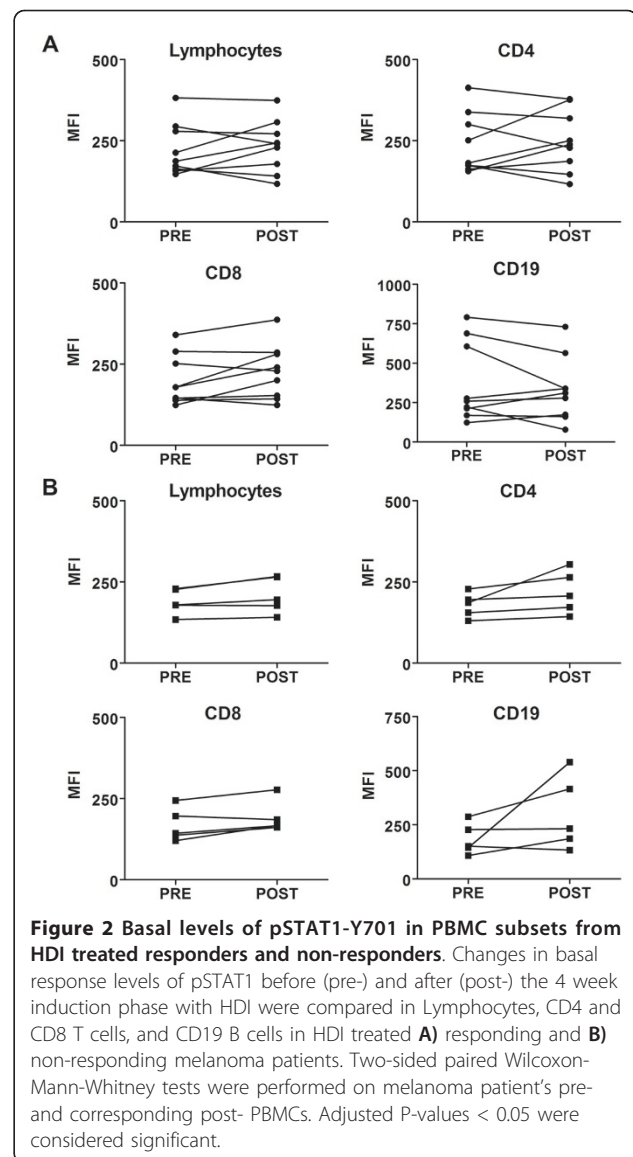 A
Lymphocytes
CD4
500
250
0
MFI
PRE
POST
500
250
0
MFI
PRE
POST
CD8
CD19
500
250
0
MFI
PRE
POST
1000
750
500
250
0
MFI
PRE
POST
B
Lymphocytes
CD4
500
250
0
MFI
PRE
POST
500
250
0
MFI
PRE
POST
CD8
CD19
500
250
0
MFI
PRE
POST
750
500
250
0
MFI
PRE
POST
Figure 2 Basal levels of pSTAT1-Y701 in PBMC subsets from
HDI treated responders and non-responders. Changes in basal
response levels of pSTAT1 before (pre-) and after (post-) the 4 week
induction phase with HDI were compared in Lymphocytes, CD4 and
CD8 T cells, and CD19 B cells in HDI treated A) responding and B)
non-responding melanoma patients. Two-sided paired Wilcoxon-
Mann-Whitney tests were performed on melanoma patient's pre-
and corresponding post- PBMCs. Adjusted P-values < 0.05 were
considered significant.